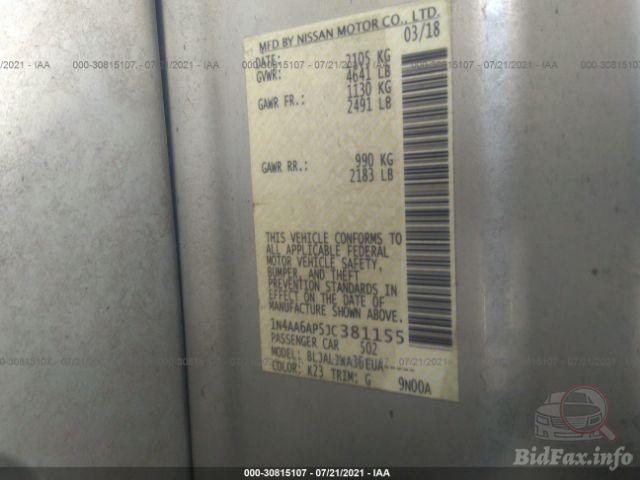 000-30815107 - 07/21/2021 - IAA
MFD BY NISSAN MOTOR CO., LTD.
DATE: 03/18
GVWR: 2105 KG
4641 LB
GAWR FR.: 1130 KG
2491 LB
GAWR RR.: 990 KG
2183 LB
THIS VEHICLE CONFORMS TO
ALL APPLICABLE FEDERAL
MOTOR VEHICLE SAFETY,
BUMPER, AND THEFT
PREVENTION STANDARDS IN
EFFECT ON THE DATE OF
MANUFACTURE SHOWN ABOVE.
1N4AA6AP5JC381155
PASSENGER CAR 502
MODEL: BLJALJWA36EUA-----
COLOR: K23 TRIM: G 9N00A
000-30815107 - 07/21/2021 - IAA
BidFax.info